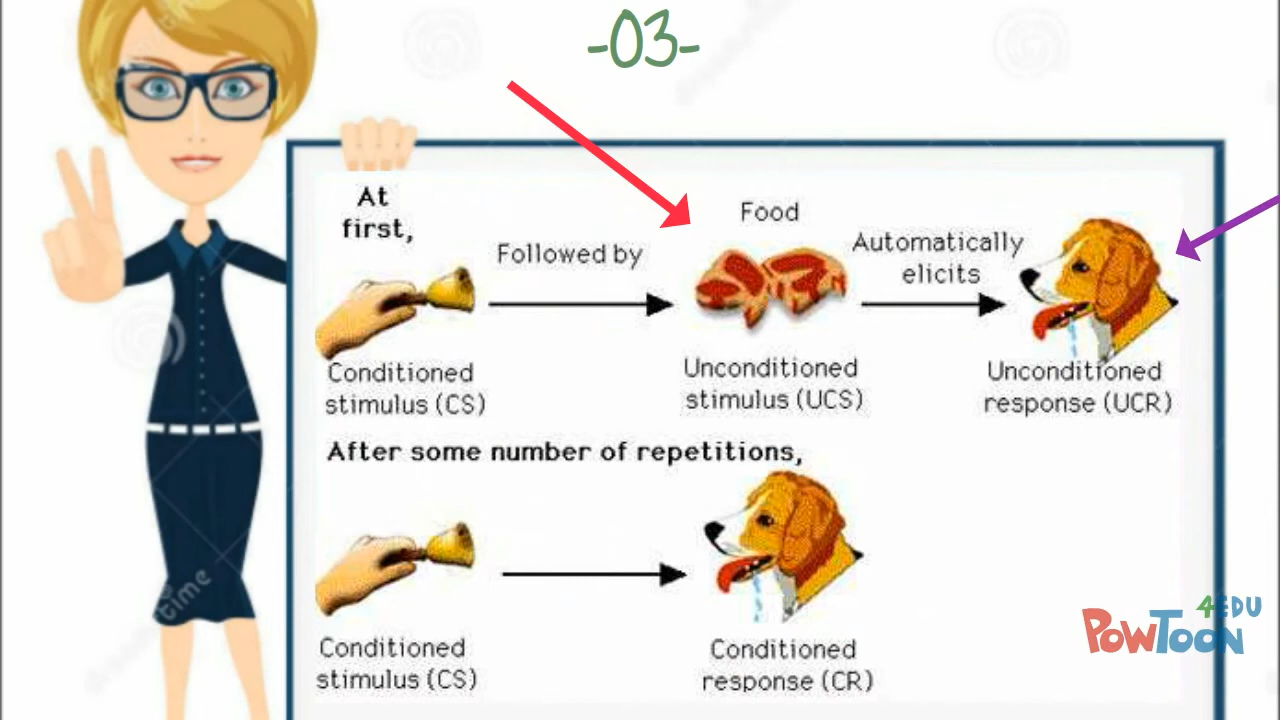 -03-
At
first,
Followed by
Food
Automatically
elicits
Conditioned
stimulus (CS)
Unconditioned
stimulus (UCS)
Unconditioned
response (UCR)
After some number of repetitions,
Conditioned
stimulus (CS)
Conditioned
response (CR)
4EDU
POWTOON
time